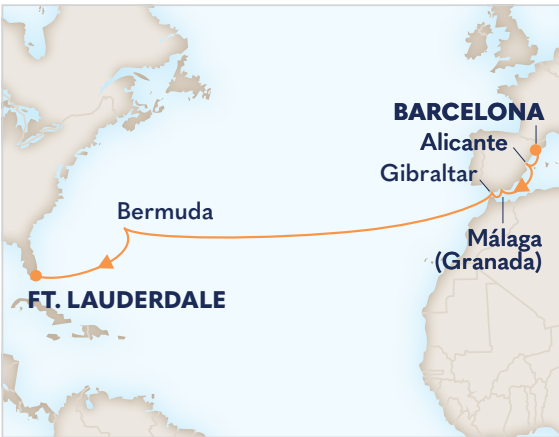 BARCELONA
Alicante
Gibraltar
Bermuda
Málaga
(Granada)
FT. LAUDERDALE